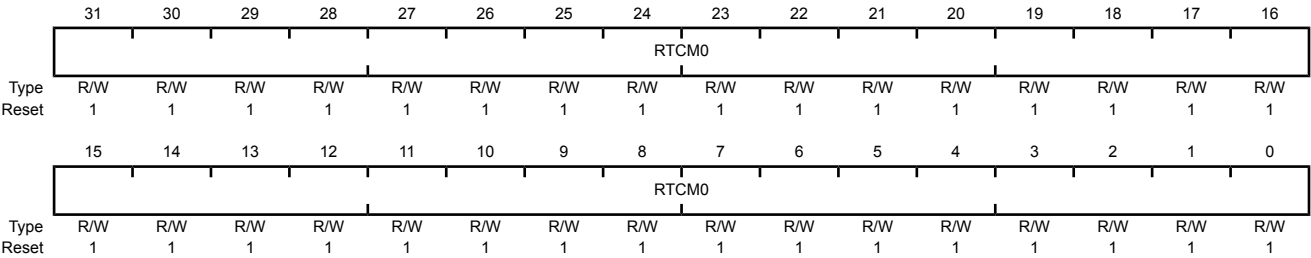 31 30 29 28 27 26 25 24 23 22 21 20 19 18 17 16
RTCM0
Type R/W R/W R/W R/W R/W R/W R/W R/W R/W R/W R/W R/W R/W R/W R/W R/W
Reset 1 1 1 1 1 1 1 1 1 1 1 1 1 1 1 1
15 14 13 12 11 10 9 8 7 6 5 4 3 2 1 0
RTCM0
Type R/W R/W R/W R/W R/W R/W R/W R/W R/W R/W R/W R/W R/W R/W R/W R/W
Reset 1 1 1 1 1 1 1 1 1 1 1 1 1 1 1 1